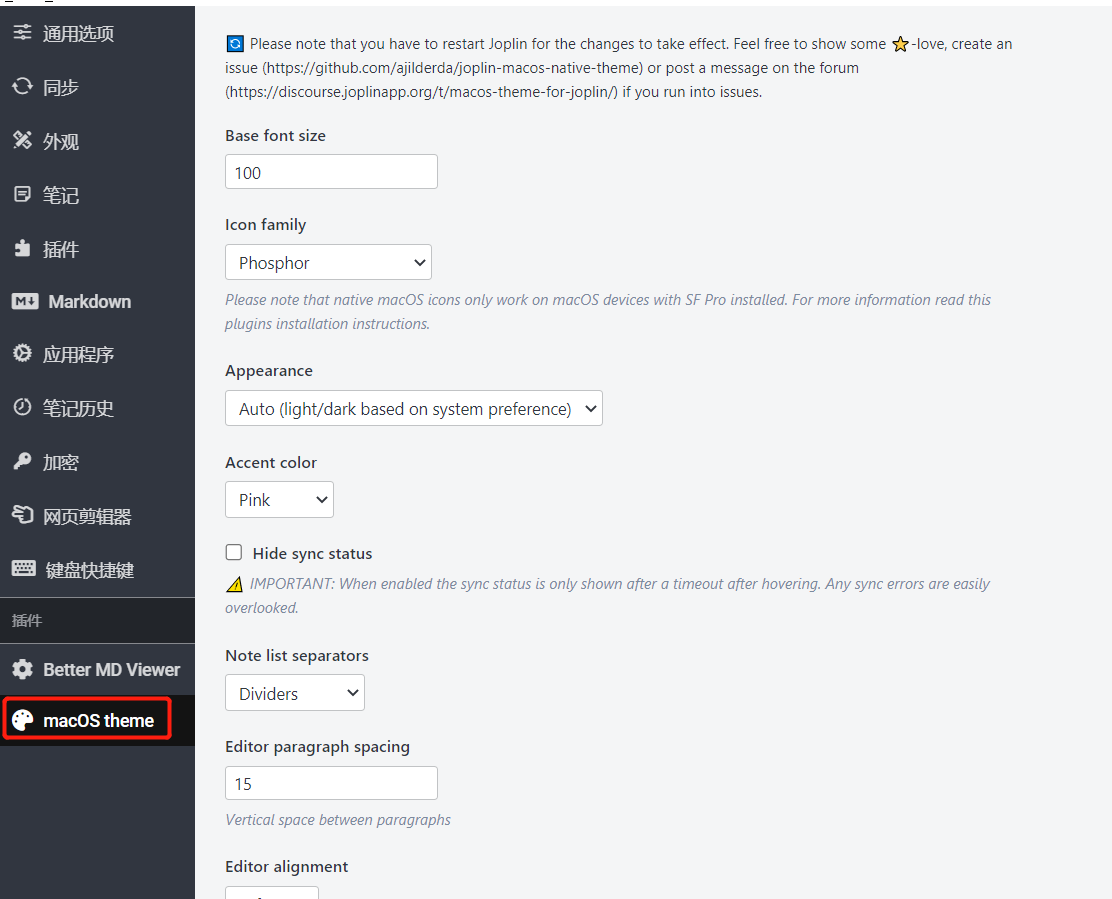 通用选项
同步
外观
笔记
插件
Markdown
应用程序
笔记历史
加密
网页剪辑器
键盘快捷键
插件
Better MD Viewer
macOS theme
Please note that you have to restart Joplin for the changes to take effect. Feel free to show some ⭐-love, create an
issue (https://github.com/ajilderda/joplin-macos-native-theme) or post a message on the forum
(https://discourse.joplinapp.org/t/macos-theme-for-joplin/) if you run into issues.
Base font size
100
Icon family
Phosphor
Please note that native macOS icons only work on macOS devices with SF Pro installed. For more information read this
plugins installation instructions.
Appearance
Auto (light/dark based on system preference)
Accent color
Pink
Hide sync status
IMPORTANT: When enabled the sync status is only shown after a timeout after hovering. Any sync errors are easily
overlooked.
Note list separators
Dividers
Editor paragraph spacing
15
Vertical space between paragraphs
Editor alignment